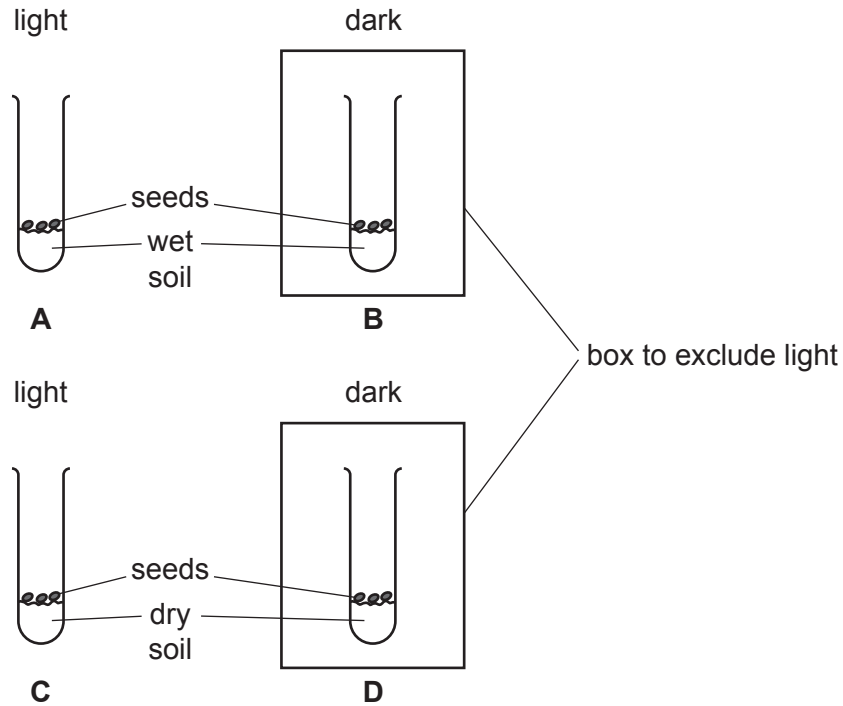 light
dark
seeds
wet
soil
A
B
box to exclude light
light
dark
seeds
dry
soil
C
D